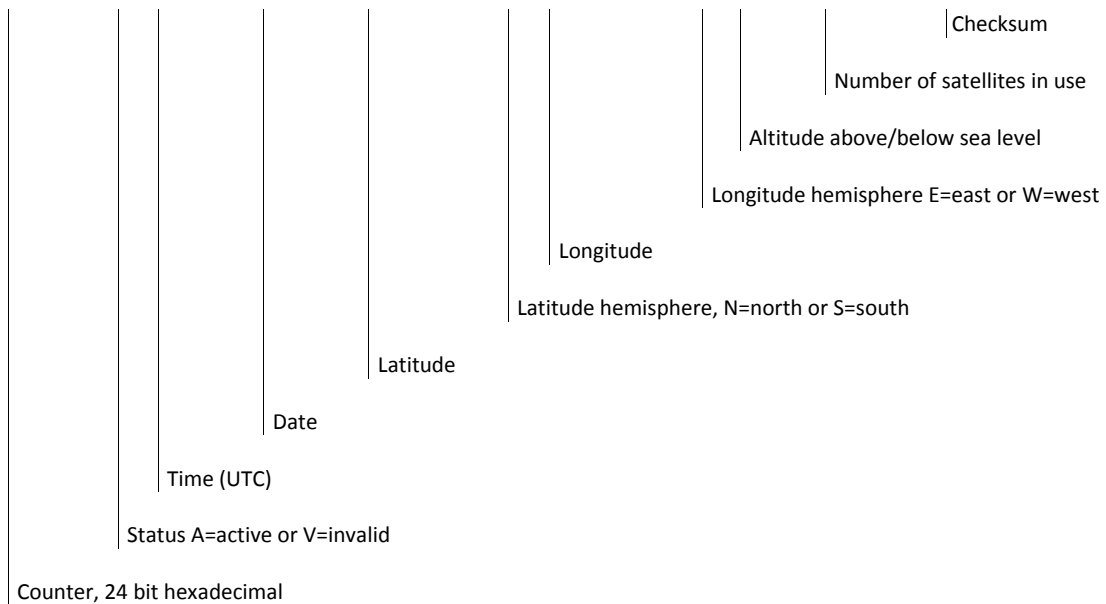 Checksum
Number of satellites in use
Altitude above/below sea level
Longitude hemisphere E=east or W=west
Longitude
Latitude hemisphere, N=north or S=south
Latitude
Date
Time (UTC)
Status A=active or V=invalid
Counter, 24 bit hexadecimal